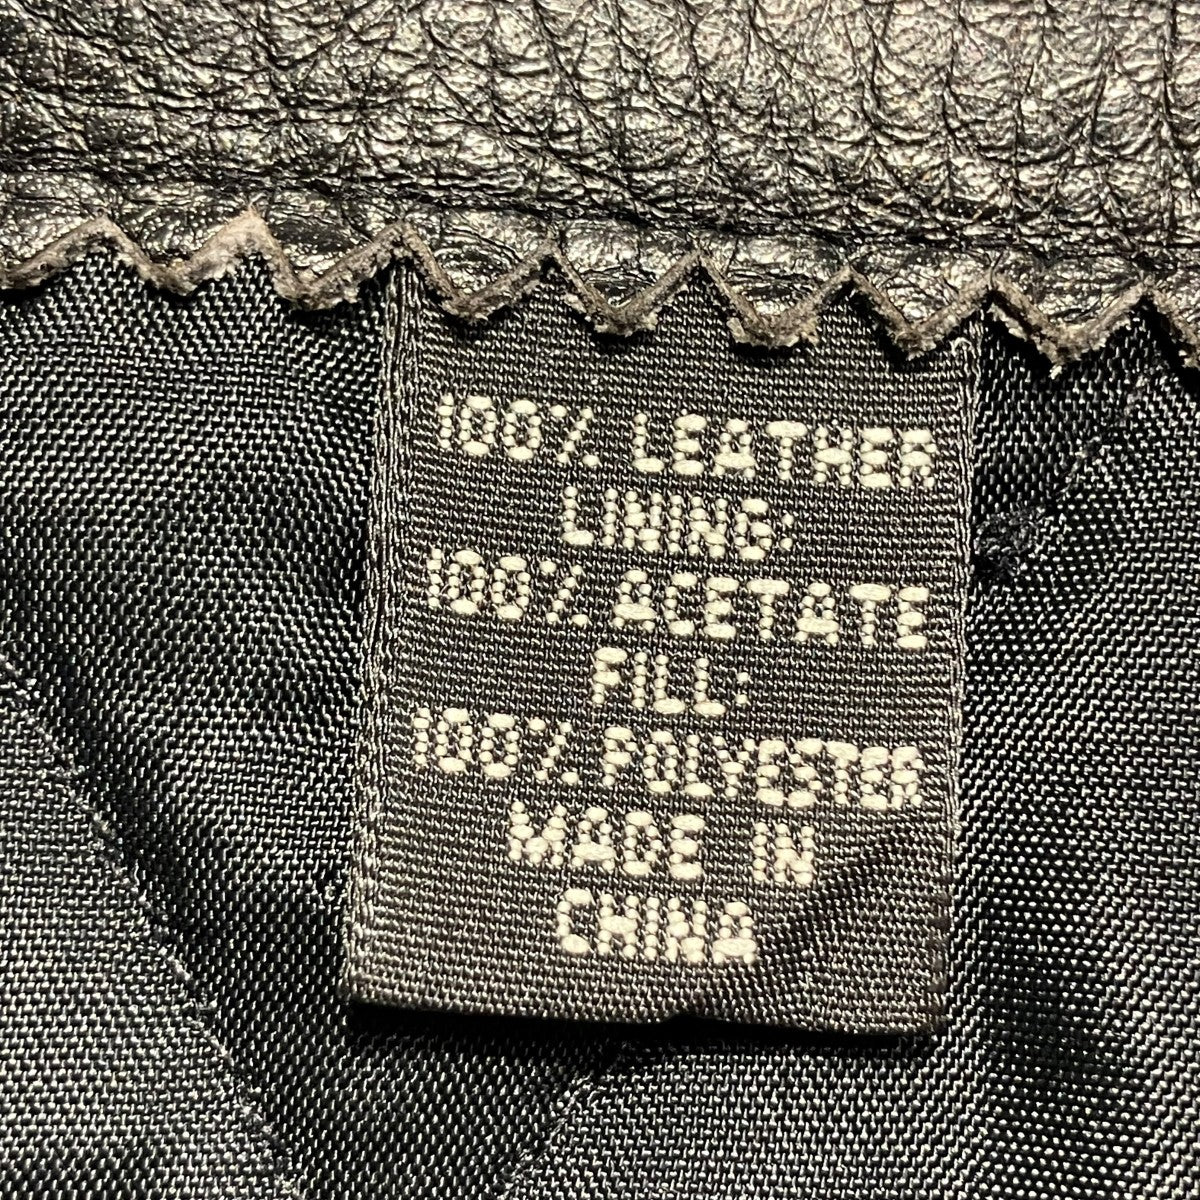 100% LEATHER
LINING:
100% ACETATE
FILL:
100% POLYESTER
MADE IN
CHINA